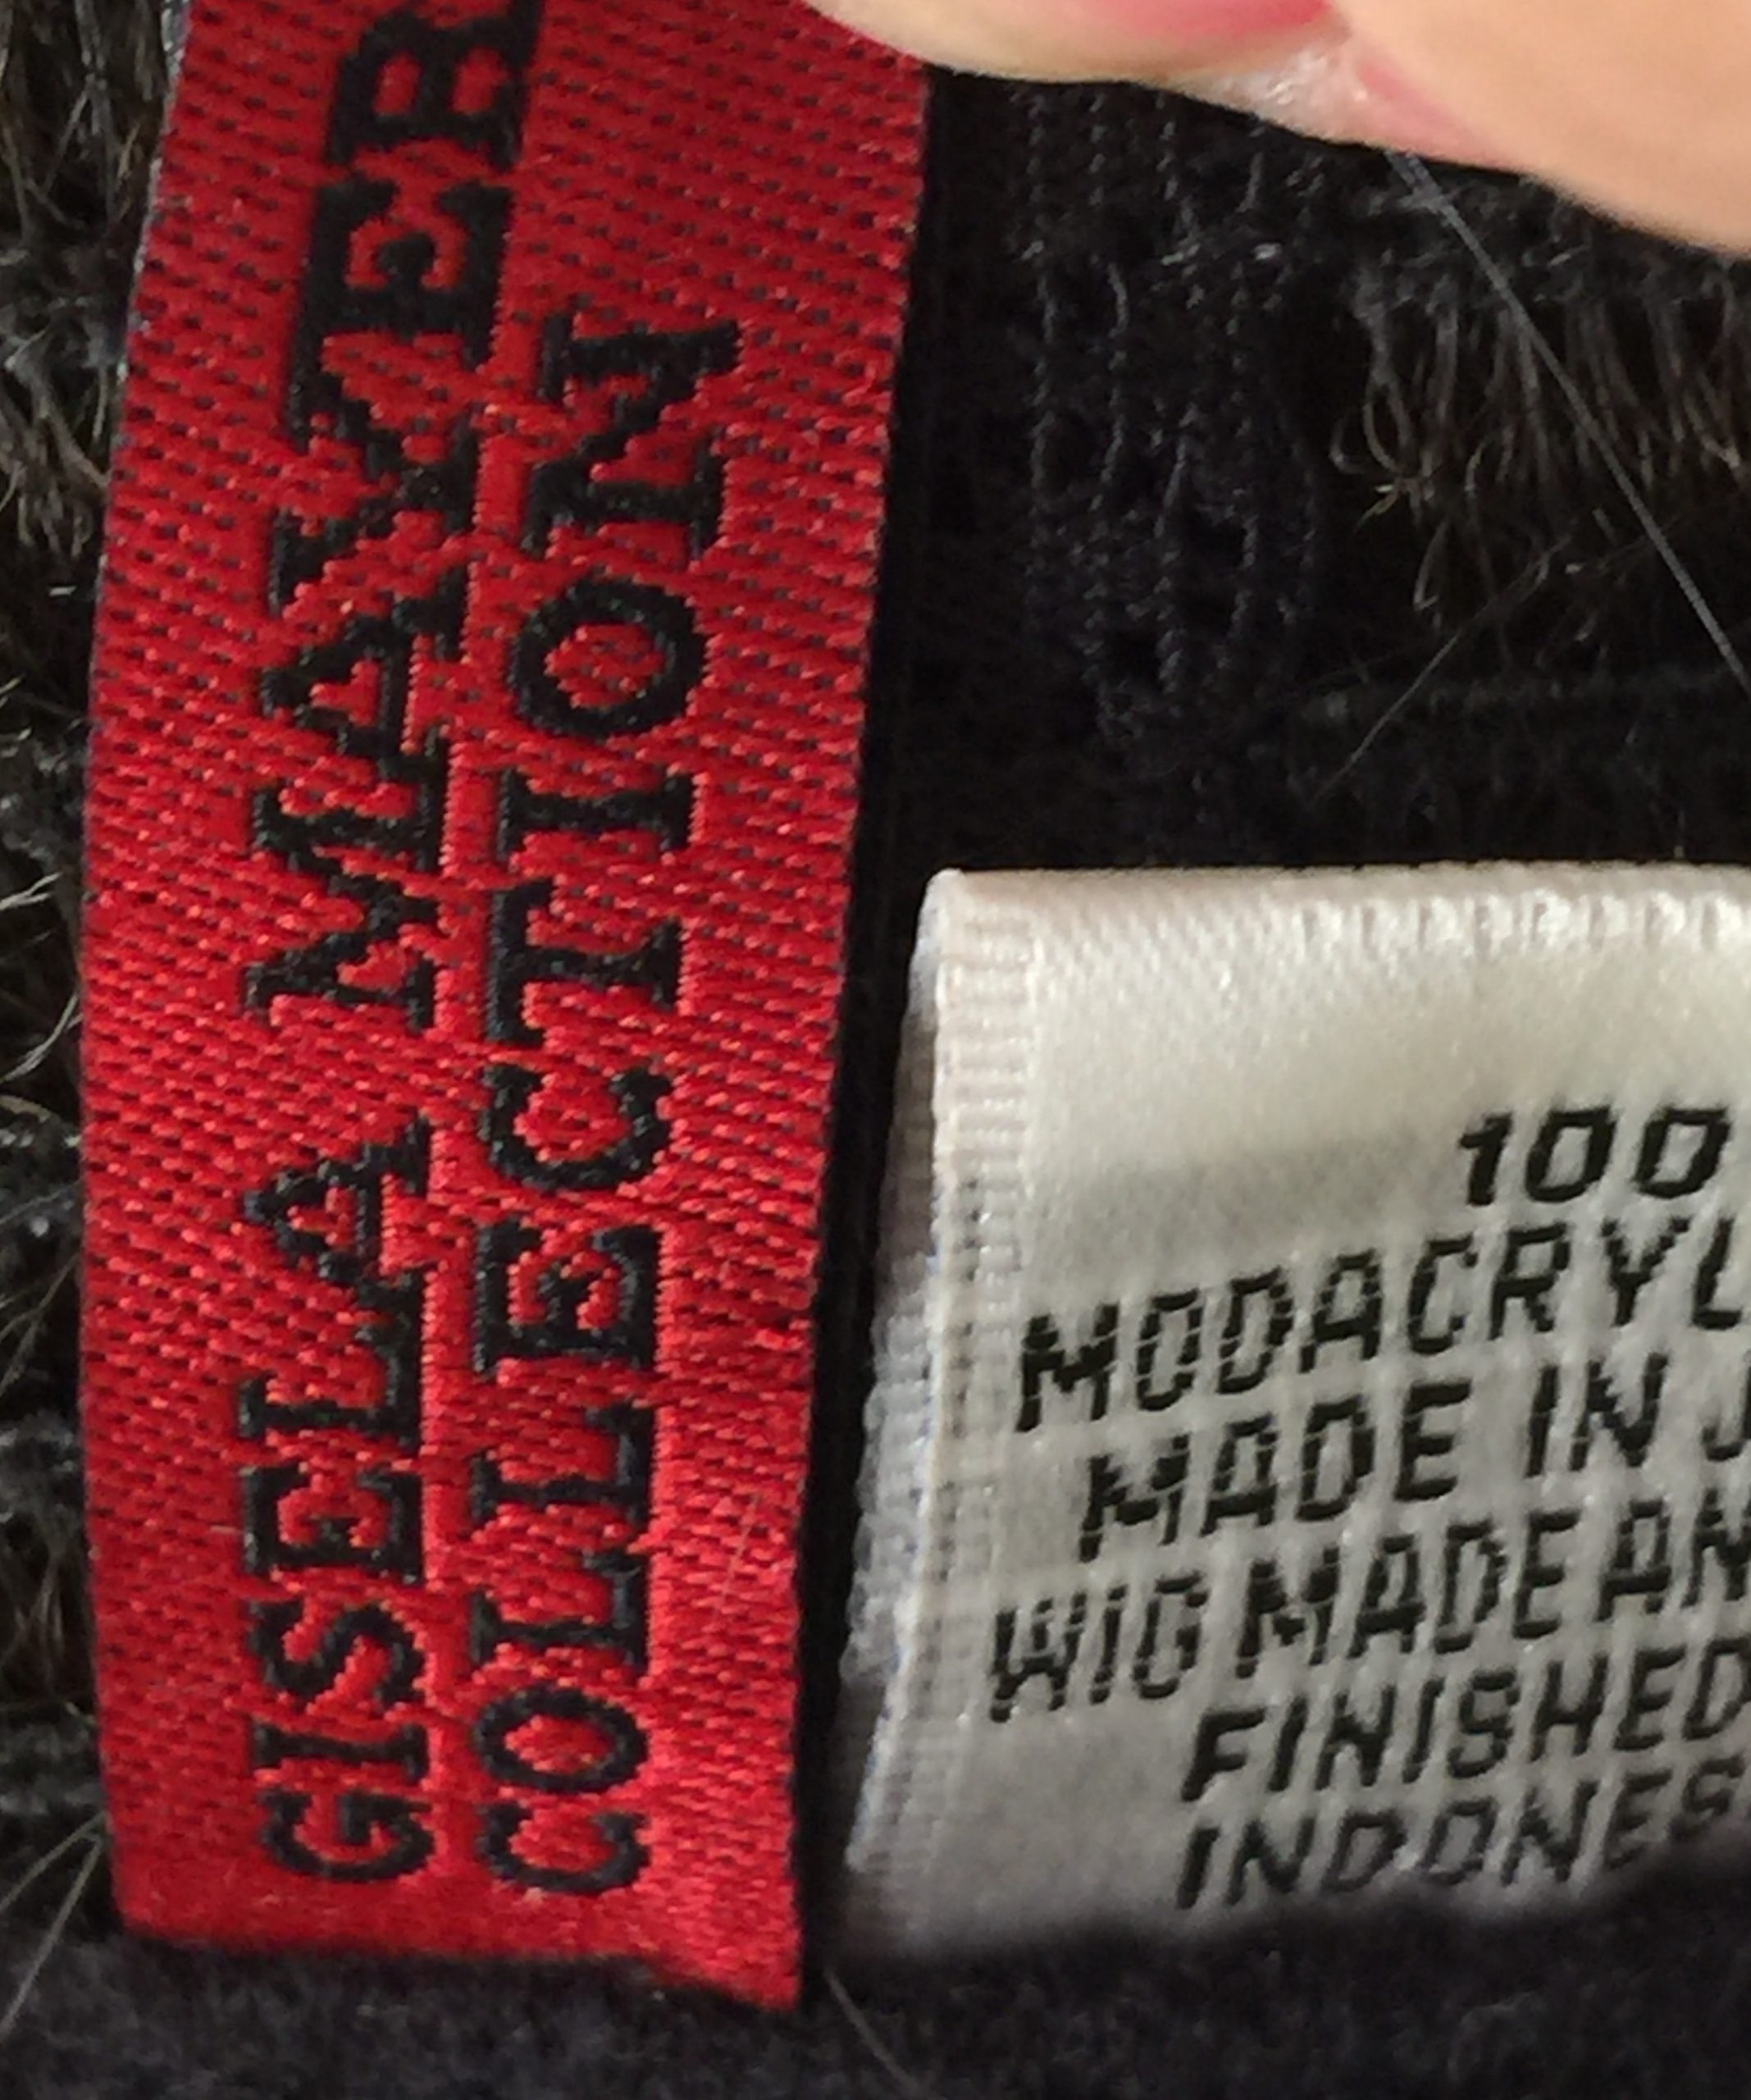 GISELA MAYER
COLLECTION
100
MODACRYL
MADE IN J
WIG MADE AN
FINISHED
INDONES